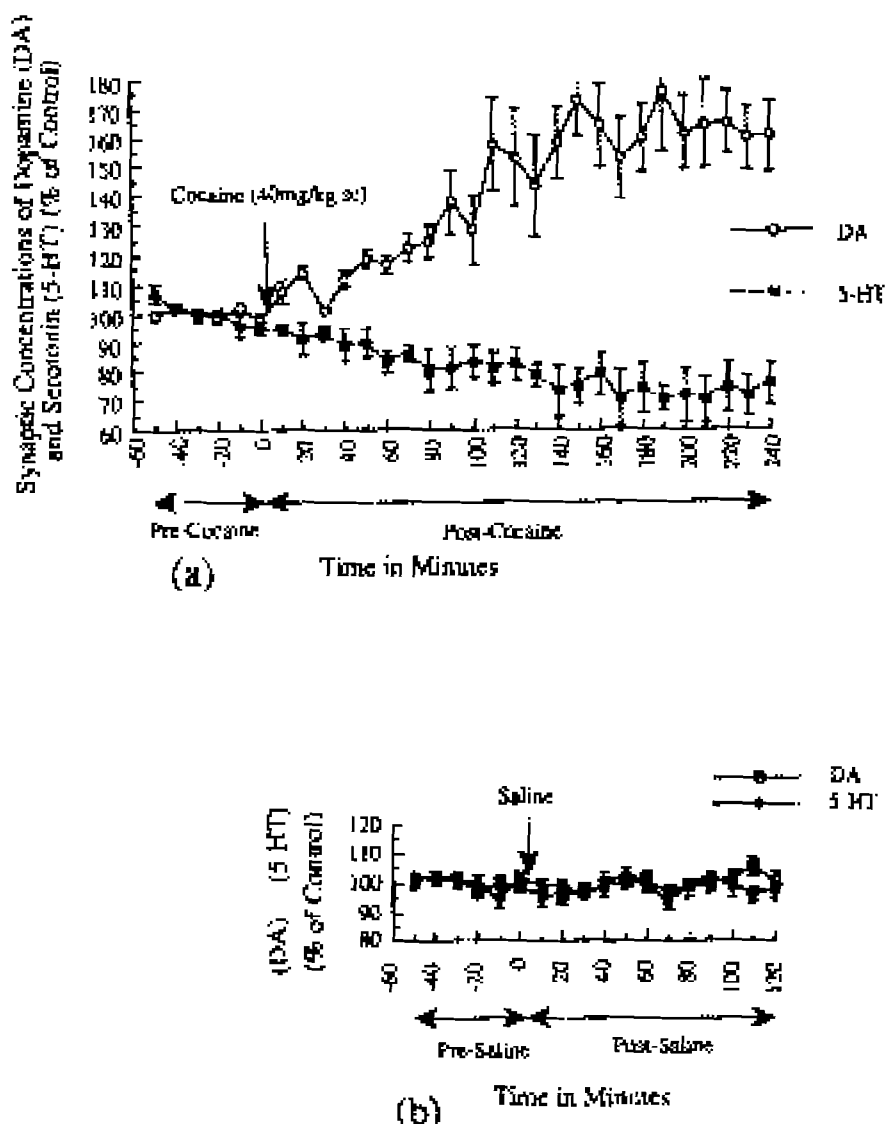 Synaptic Concentrations of Dopamine (DA)
and Serotonin (5-HT) (% of Control)
180
170
160
150
140
130
120
110
100
90
80
70
60
Cocaine (40mg/kg sc)
DA
5-HT
-60
-40
-20
0
20
40
60
80
100
120
140
160
180
200
220
240
Pre-Cocaine
Post-Cocaine
(a)
Time in Minutes
DA
5 HT
Saline
(DA) (5 HT)
(% of Control)
120
110
100
90
80
-60
-40
-20
0
20
40
60
80
100
120
Pre-Saline
Post-Saline
(b)
Time in Minutes